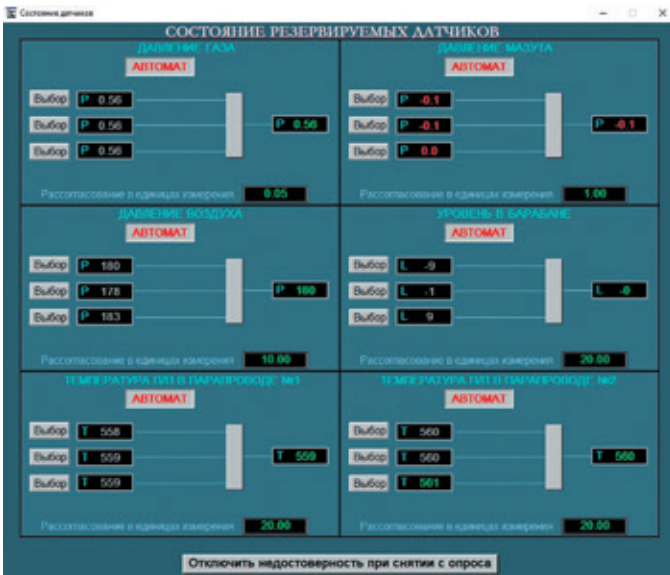 Состояние датчиков
СОСТОЯНИЕ РЕЗЕРВИРУЕМЫХ ДАТЧИКОВ
ДАВЛЕНИЕ ГАЗА
АВТОМАТ
Выбор P 0.56
Выбор P 0.56
Выбор P 0.56
P 0.56
Рассогласование в единицах измерения 0.05
ДАВЛЕНИЕ МАЗУТА
АВТОМАТ
Выбор P -0.1
Выбор P -0.1
Выбор P 0.0
P -0.1
Рассогласование в единицах измерения 1.00
ДАВЛЕНИЕ ВОЗДУХА
АВТОМАТ
Выбор P 180
Выбор P 178
Выбор P 183
P 180
Рассогласование в единицах измерения 10.00
УРОВЕНЬ В БАРАБАНЕ
АВТОМАТ
Выбор L -9
Выбор L -1
Выбор L 9
L -0
Рассогласование в единицах измерения 20.00
ТЕМПЕРАТУРА П/П В ПАРАПРОВОДЕ №1
АВТОМАТ
Выбор T 558
Выбор T 559
Выбор T 559
T 559
Рассогласование в единицах измерения 20.00
ТЕМПЕРАТУРА П/П В ПАРАПРОВОДЕ №2
АВТОМАТ
Выбор T 560
Выбор T 560
Выбор T 561
T 560
Рассогласование в единицах измерения 20.00
Отключить недостоверность при снятии с опроса